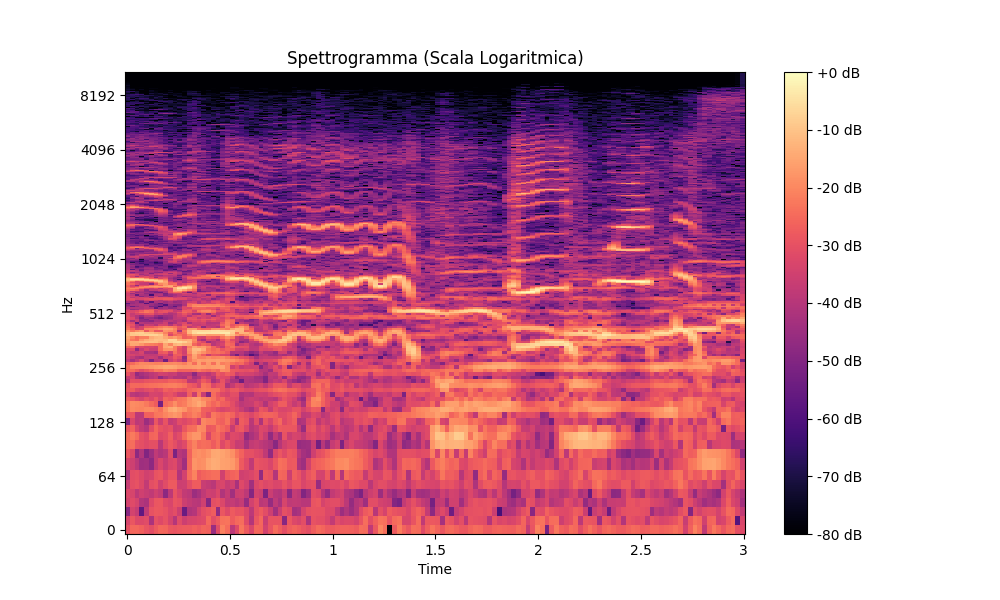 Spettrogramma (Scala Logaritmica)
Hz
8192
4096
2048
1024
512
256
128
64
0
0 0.5 1 1.5 2 2.5 3
Time
+0 dB
-10 dB
-20 dB
-30 dB
-40 dB
-50 dB
-60 dB
-70 dB
-80 dB